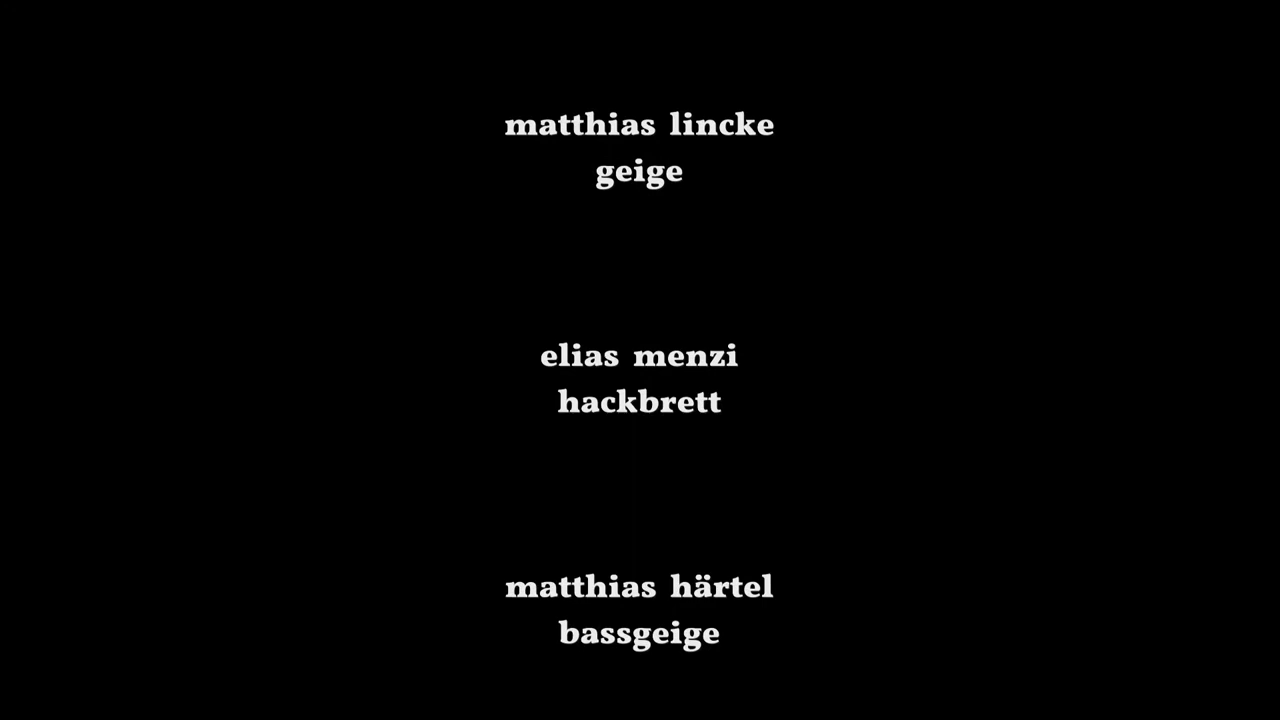 matthias lincke
geige
elias menzi
hackbrett
matthias härtel
bassgeige